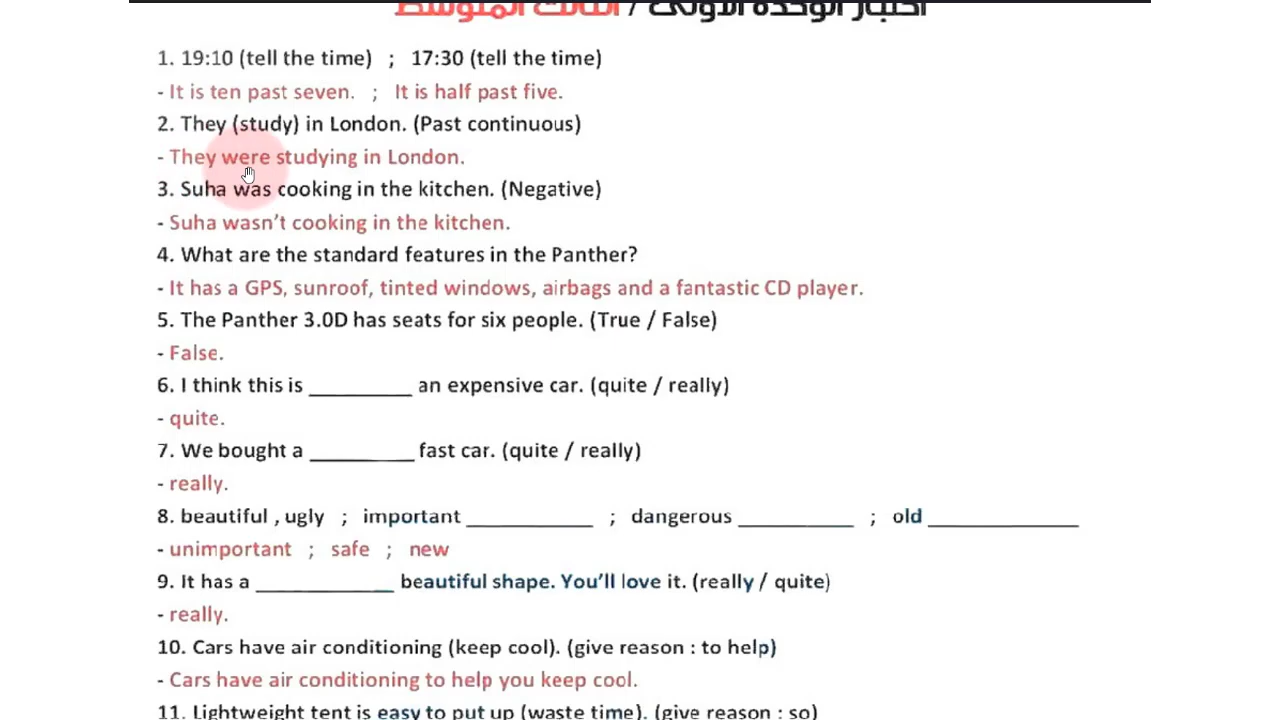 اختبار الوحدة الأولى / الثالث المتوسط
1. 19:10 (tell the time) ; 17:30 (tell the time)
- It is ten past seven. ; It is half past five.
2. They (study) in London. (Past continuous)
- They were studying in London.
3. Suha was cooking in the kitchen. (Negative)
- Suha wasn’t cooking in the kitchen.
4. What are the standard features in the Panther?
- It has a GPS, sunroof, tinted windows, airbags and a fantastic CD player.
5. The Panther 3.0D has seats for six people. (True / False)
- False.
6. I think this is _________ an expensive car. (quite / really)
- quite.
7. We bought a _________ fast car. (quite / really)
- really.
8. beautiful , ugly ; important ___________ ; dangerous __________ ; old _____________
- unimportant ; safe ; new
9. It has a ____________ beautiful shape. You’ll love it. (really / quite)
- really.
10. Cars have air conditioning (keep cool). (give reason : to help)
- Cars have air conditioning to help you keep cool.
11. Lightweight tent is easy to put up (waste time). (give reason : so)